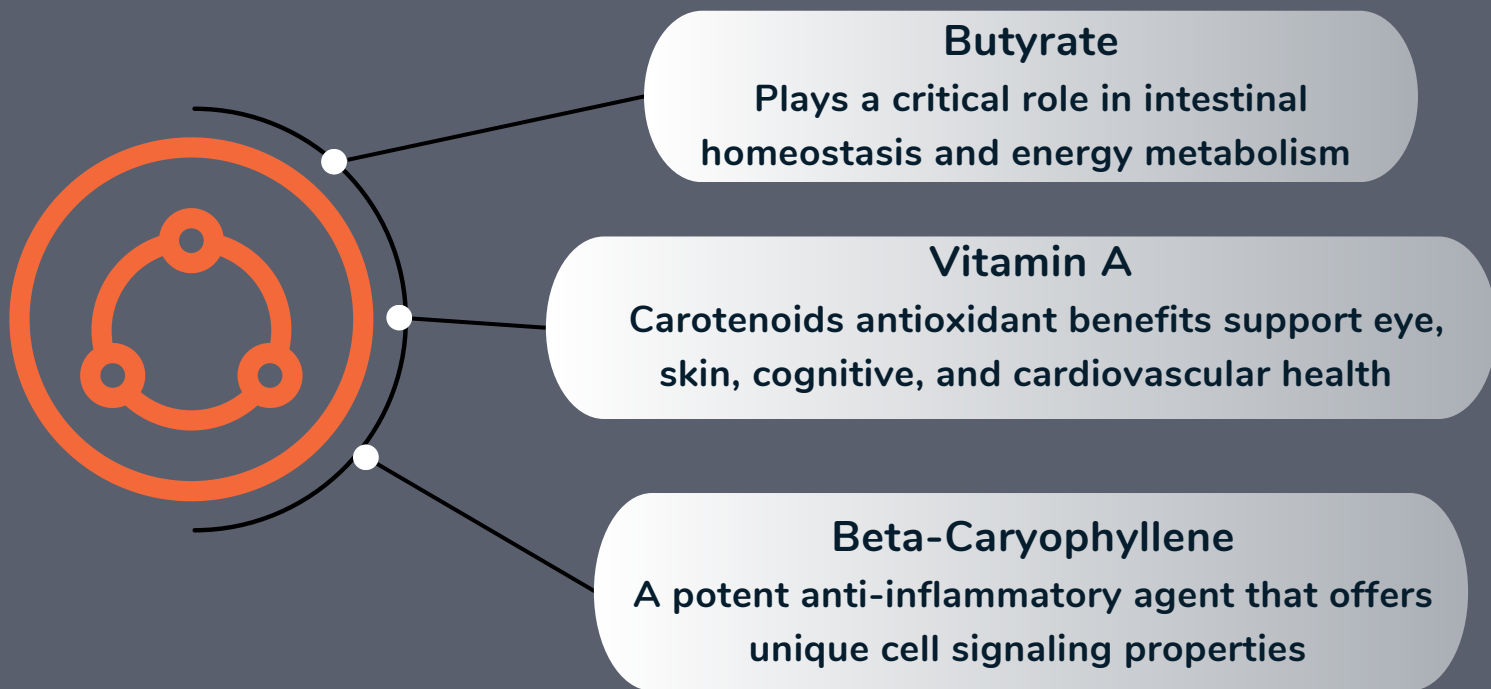 Butyrate
Plays a critical role in intestinal
homeostasis and energy metabolism
Vitamin A
Carotenoids antioxidant benefits support eye,
skin, cognitive, and cardiovascular health
Beta-Caryophyllene
A potent anti-inflammatory agent that offers
unique cell signaling properties